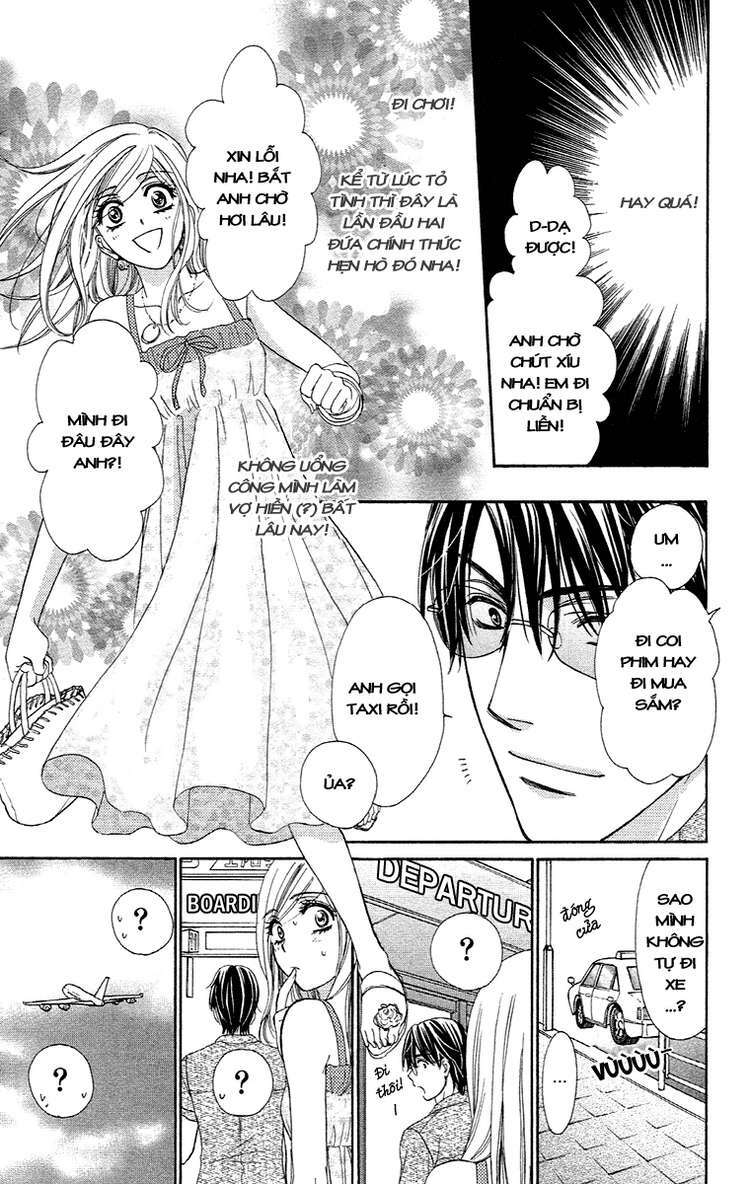 HAY QUÁ!
D-DẠ
ĐƯỢC!
ANH CHỜ
CHÚT XÍU
NHA! EM ĐI
CHUẨN BỊ
LIỀN!
ĐI CHƠI!
XIN LỖI
NHA! BẮT
ANH CHỜ
HƠI LÂU!
KỂ TỪ LÚC TỎ
TÌNH THÌ ĐÂY LÀ
LẦN ĐẦU HAI
ĐỨA CHÍNH THỨC
HẸN HÒ ĐÓ NHA!
MÌNH ĐI
ĐÂU ĐÂY
ANH?!
KHÔNG UỔNG
CÔNG MÌNH LÀM
VỢ HIỀN (?) BẤT
LÂU NAY!
ƯM
...
ĐI COI
PHIM HAY
ĐI MUA
SẮM?
ANH GỌI
TAXI RỒI!
ỦA?
SAO
MÌNH
KHÔNG
TỰ ĐI
XE
...?
đóng
cửa
VÙÙÙÙ
...
DEPARTUR
?
Đi
thôi!
BOARDI
?
?
?